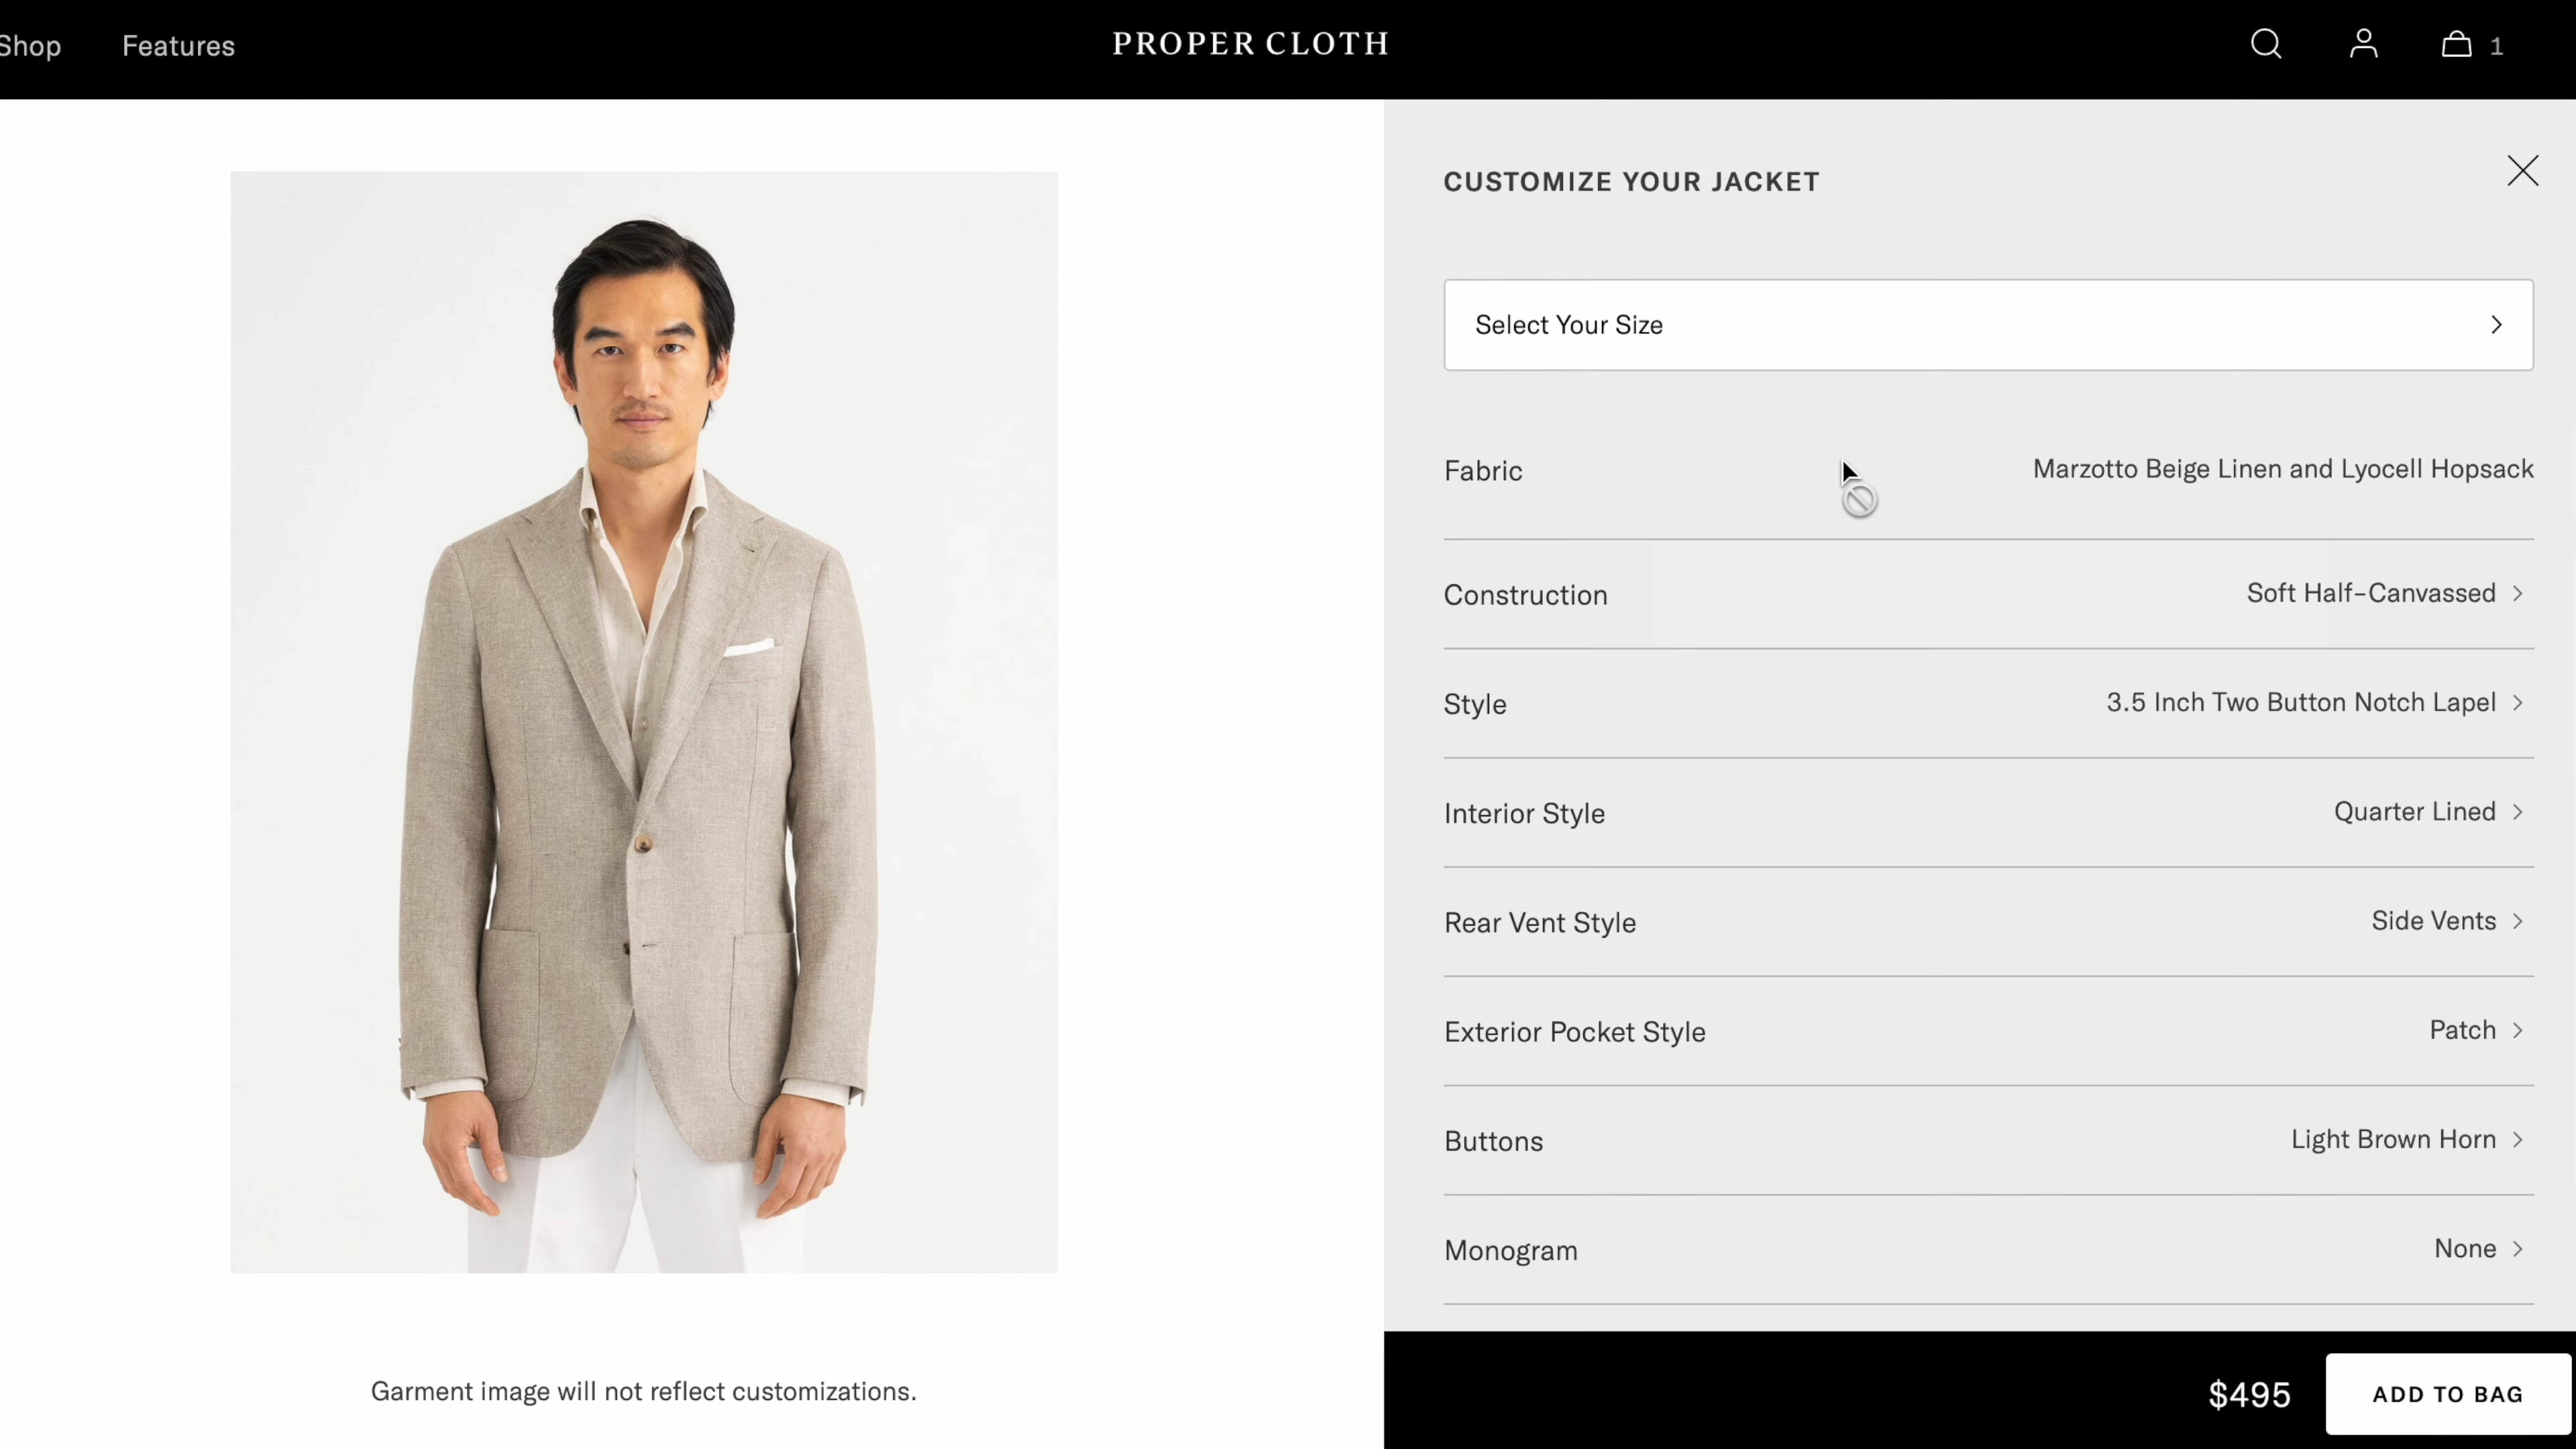 Shop Features PROPER CLOTH 1
CUSTOMIZE YOUR JACKET
Select Your Size
Fabric Marzotto Beige Linen and Lyocell Hopsack
Construction Soft Half-Canvassed
Style 3.5 Inch Two Button Notch Lapel
Interior Style Quarter Lined
Rear Vent Style Side Vents
Exterior Pocket Style Patch
Buttons Light Brown Horn
Monogram None
Garment image will not reflect customizations.
$495 ADD TO BAG